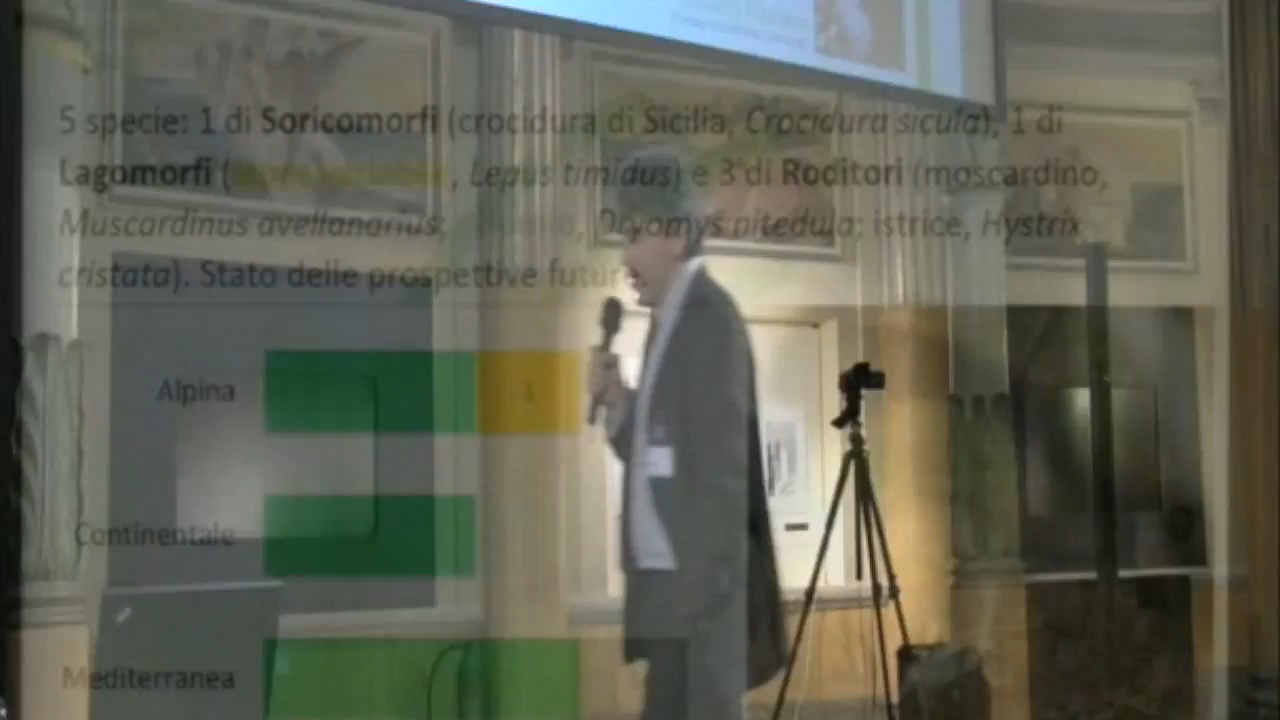 5 specie: 1 di Soricomorfi (crocidura di Sicilia, Crocidura sicula), 1 di
Lagomorfi ( , Lepus timidus) e 3 di Roditori (moscardino,
Muscardinus avellanarius; , Dryomys nitedula; istrice, Hystrix
cristata). Stato delle prospettive future
Alpina 1
Continentale
Mediterranea